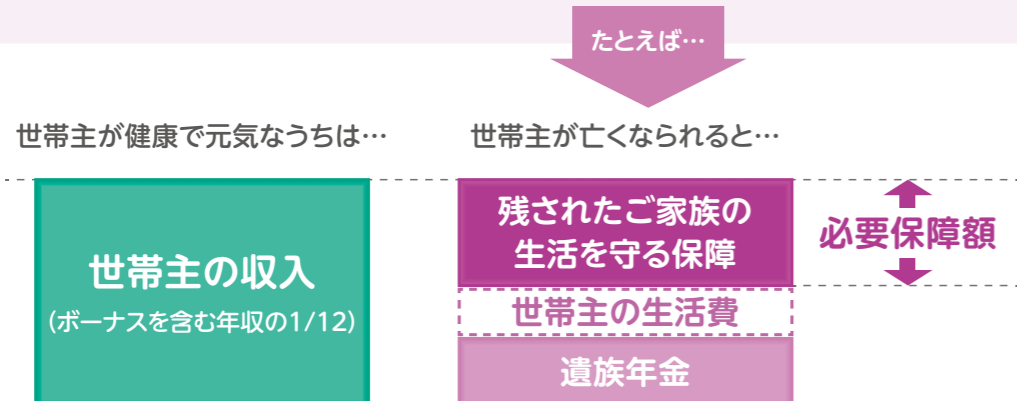 たとえば…
世帯主が健康で元気なうちは…
世帯主が亡くなられると…
世帯主の収入
(ボーナスを含む年収の1/12)
残されたご家族の
生活を守る保障
必要保障額
世帯主の生活費
遺族年金